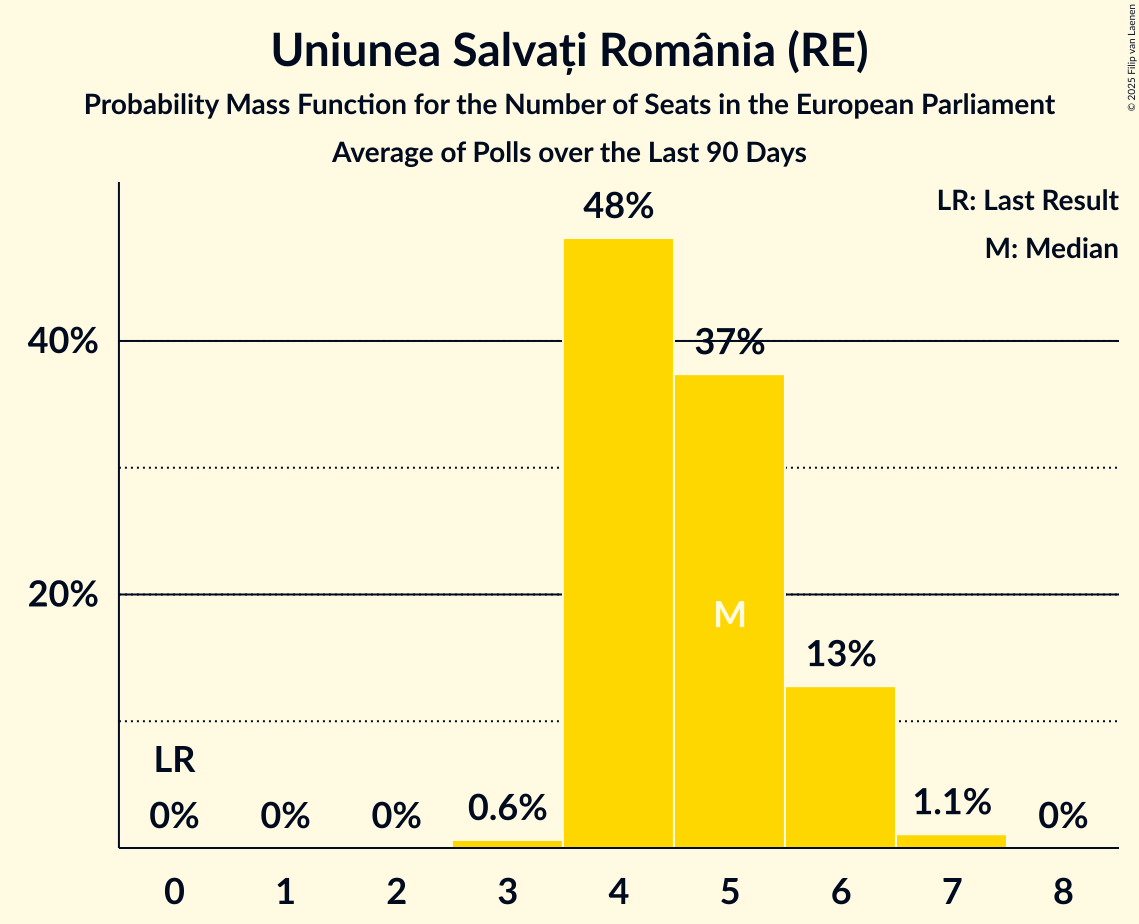 Uniunea Salvați România (RE)
Probability Mass Function for the Number of Seats in the European Parliament
Average of Polls over the Last 90 Days
© 2025 Filip van Laenen
LR: Last Result
M: Median
48%
40%
37%
20%
M
13%
LR
0%
0%
0%
0.6%
1.1%
0%
0
1
2
3
4
5
6
7
8